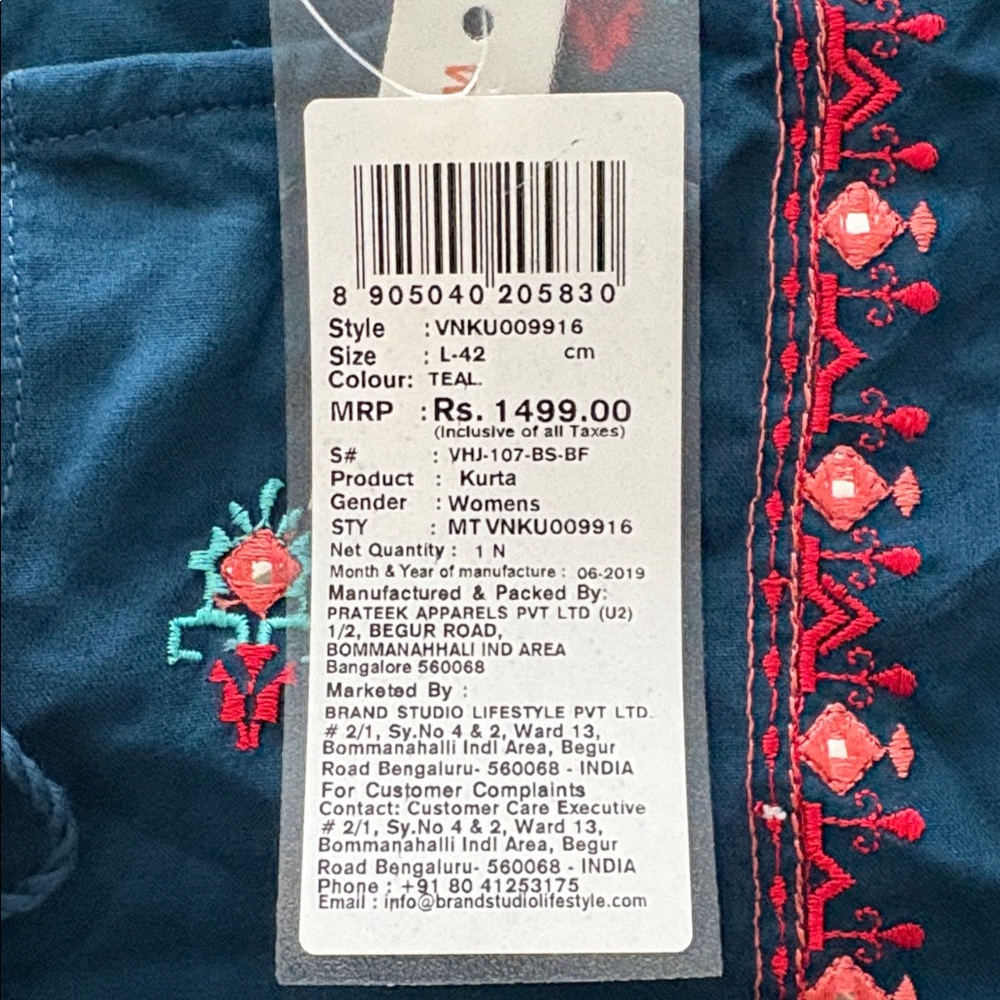 8 905040 205830
Style : VNKU009916
Size : L-42 cm
Colour: TEAL.
MRP : Rs. 1499.00
(Inclusive of all Taxes)
S# : VHJ-107-BS-BF
Product : Kurta
Gender : Womens
STY : MT VNKU009916
Net Quantity : 1 N
Month & Year of manufacture : 06-2019
Manufactured & Packed By:
PRATEEK APPARELS PVT LTD (U2)
1/2, BEGUR ROAD,
BOMMANAHHALI IND AREA
Bangalore 560068
Marketed By :
BRAND STUDIO LIFESTYLE PVT LTD.
# 2/1, Sy.No 4 & 2, Ward 13,
Bommanahalli Indl Area, Begur
Road Bengaluru- 560068 - INDIA
For Customer Complaints
Contact: Customer Care Executive
# 2/1, Sy.No 4 & 2, Ward 13,
Bommanahalli Indl Area, Begur
Road Bengaluru- 560068 - INDIA
Phone : +91 80 41253175
Email : info@brandstudiolifestyle.com